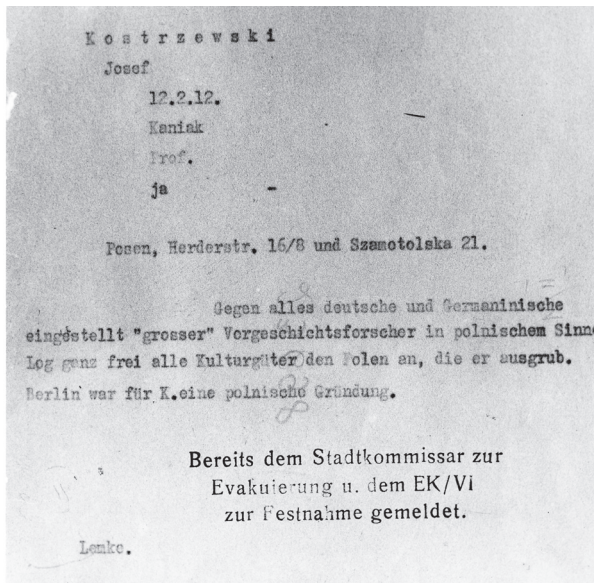 Kostrzewski
Josef
12.2.12.
Kaniak
Prof.
ja -
Posen, Herderstr. 16/8 und Szamotolska 21.
Gegen alles deutsche und Germaninische
eingestellt "grosser" Vorgeschichtsforscher in polnischem Sinne
Log ganz frei alle Kulturgüter den Polen an, die er ausgrub.
Berlin war für K.eine polnische Gründung.
Bereits dem Stadtkommissar zur
Evakuierung u. dem EK/Vi
zur Festnahme gemeldet.
Lemke.